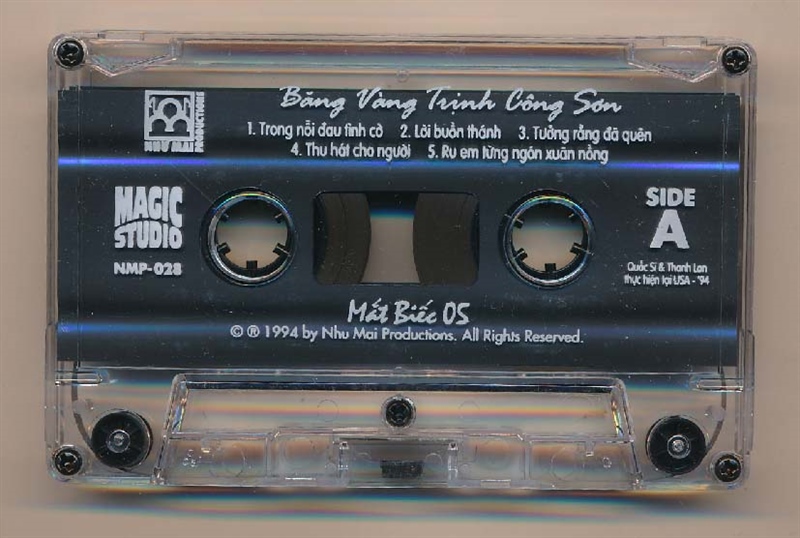 Băng Vàng Trịnh Công Sơn
1. Trong nỗi đau tình cờ 2. Lời buồn thánh 3. Tưởng rằng đã quên
4. Thu hát cho người 5. Ru em từng ngón xuân nồng
NHU MAI
PRODUCTIONS
MAGIC
STUDIO
NMP-028
SIDE
A
Quốc Sĩ & Thanh Lan
thực hiện tại USA - '94
Mắt Biếc 05
© ® 1994 by Nhu Mai Productions. All Rights Reserved.